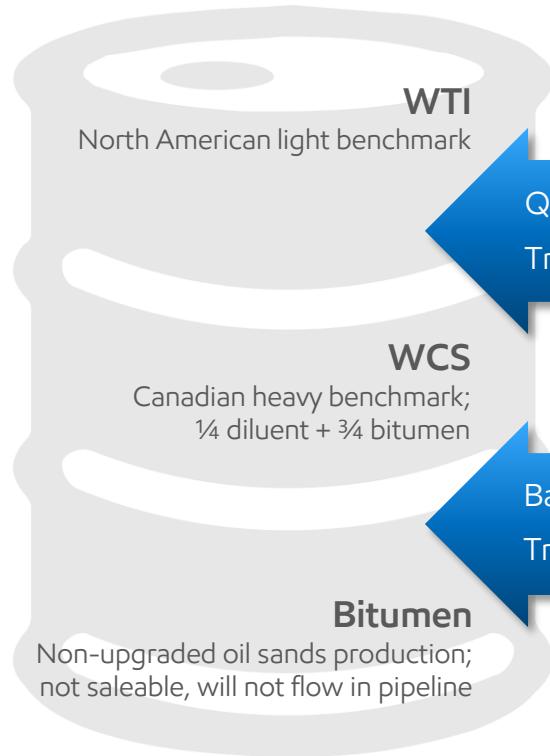 WTI
North American light benchmark
WCS
Canadian heavy benchmark;
¼ diluent + ¾ bitumen
Bitumen
Non-upgraded oil sands production;
not saleable, will not flow in pipeline